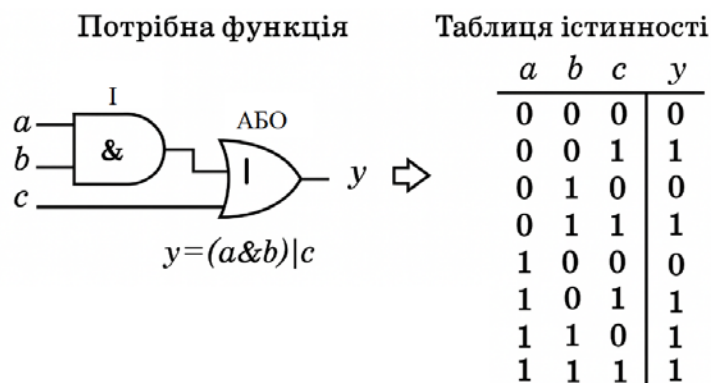 Потрібна функція
Таблиця істинності
I
a
b
&
АБО
|
c
y
y=(a&b)|c
a b c y
0 0 0 0
0 0 1 1
0 1 0 0
0 1 1 1
1 0 0 0
1 0 1 1
1 1 0 1
1 1 1 1